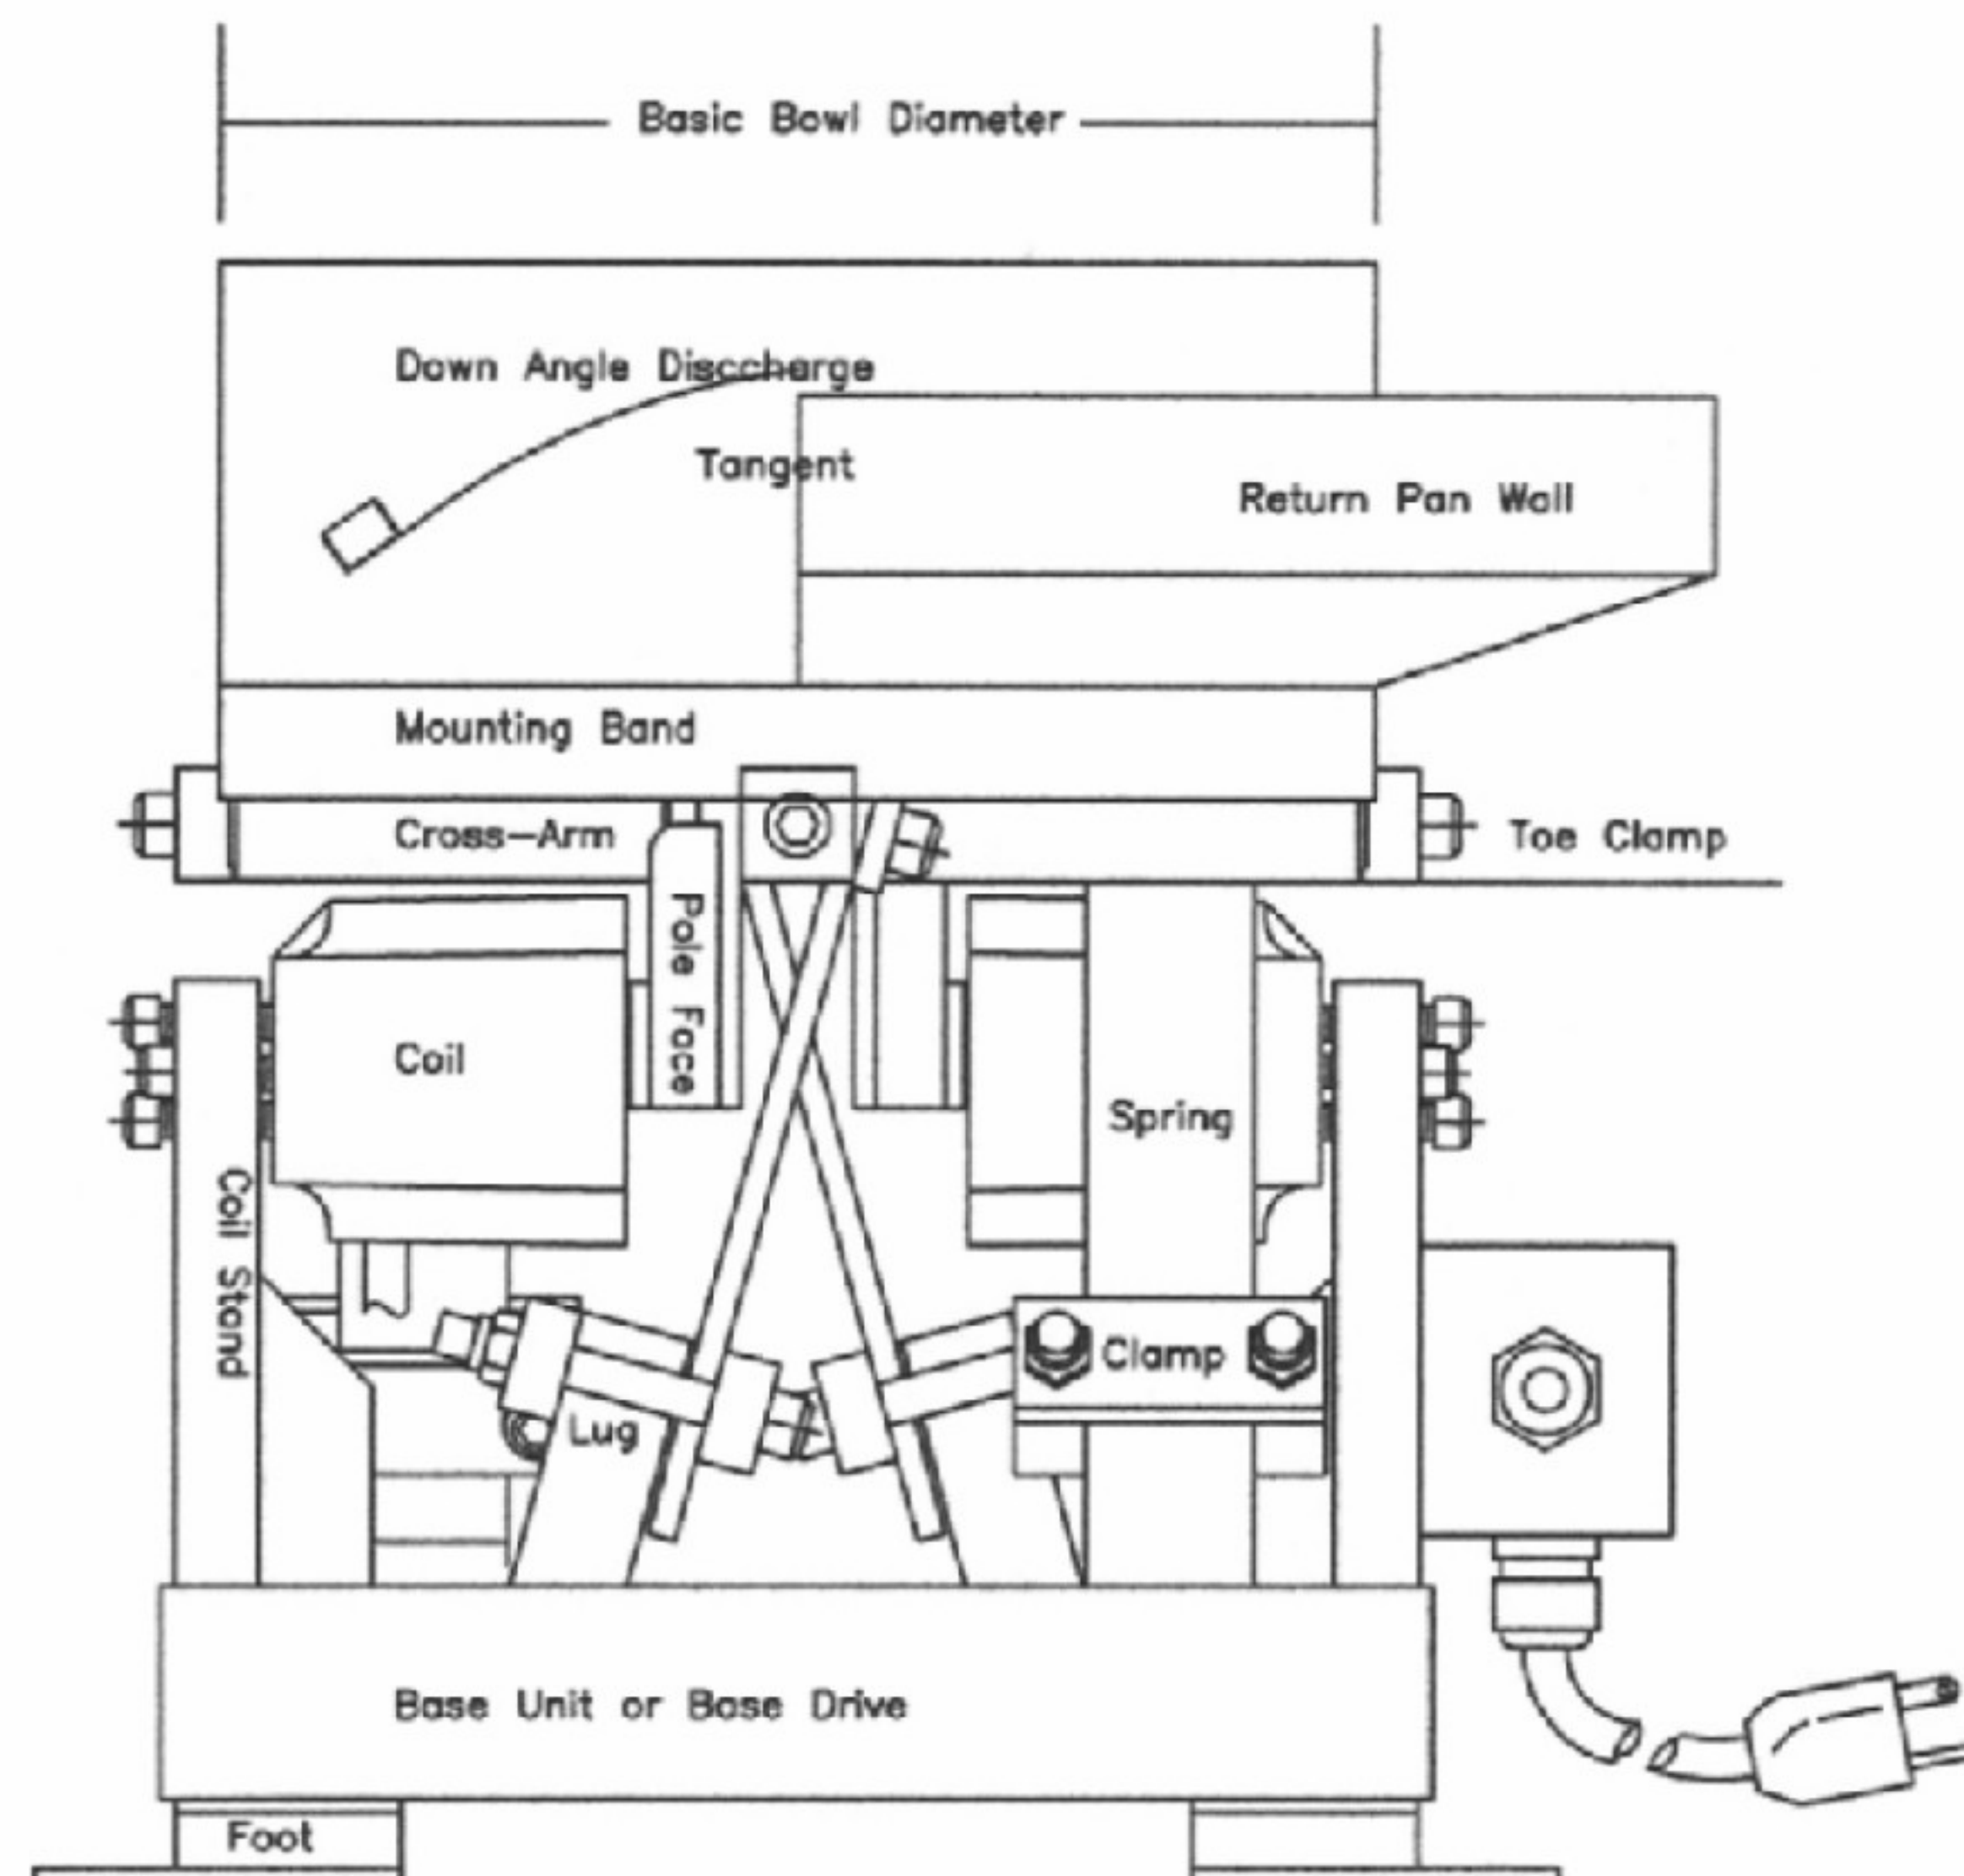 Basic Bowl Diameter
Down Angle Disccharge
Tangent
Return Pan Wall
Mounting Band
Cross-Arm
Toe Clamp
Pole Face
Coil
Spring
Coil Stand
Clamp
Lug
Base Unit or Base Drive
Foot